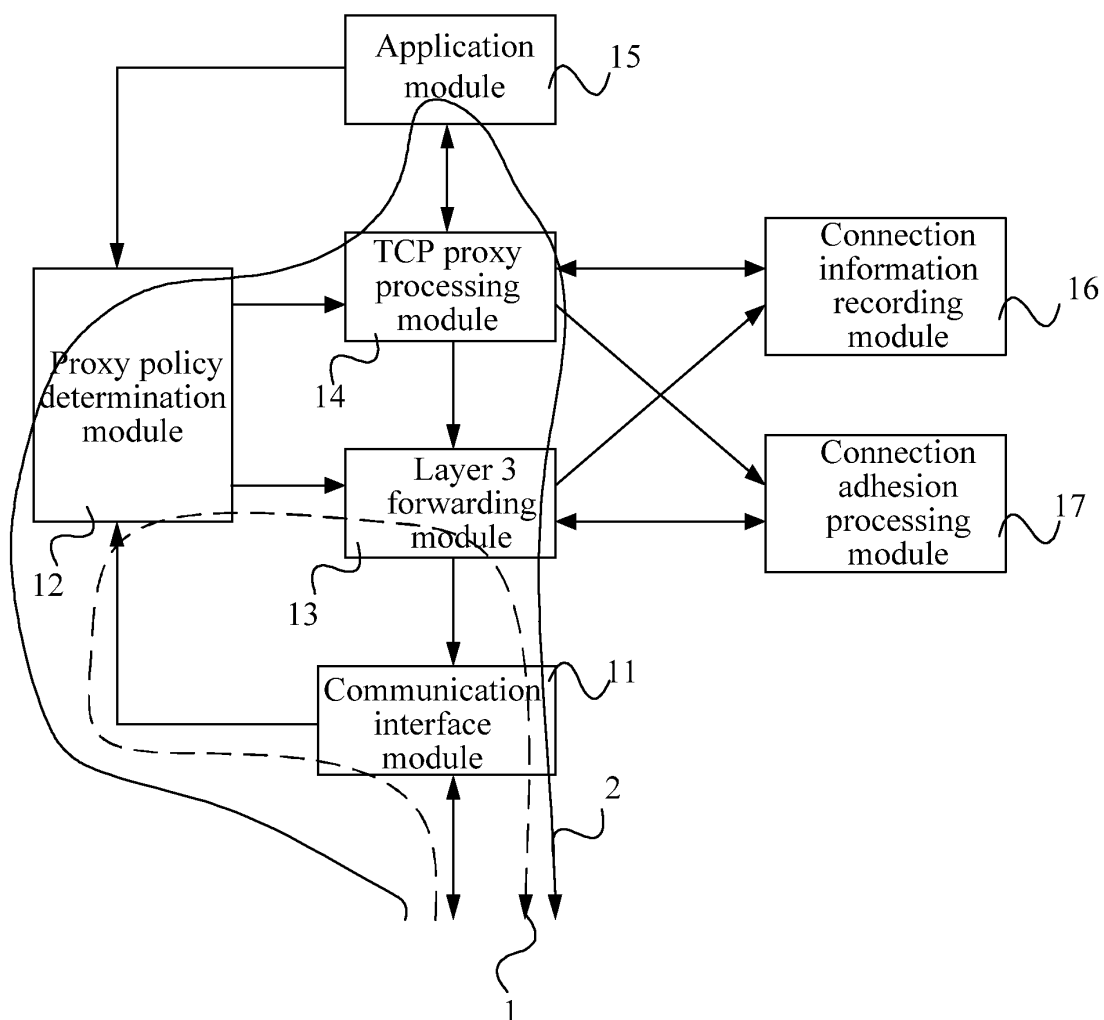 Application
module
15
TCP proxy
processing
module
14
Connection
information
recording
module
16
Proxy policy
determination
module
12
Layer 3
forwarding
module
13
Connection
adhesion
processing
module
17
Communication
interface
module
11
2
1